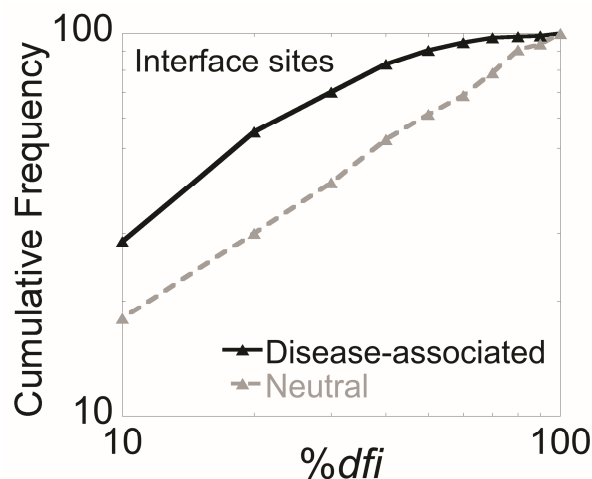 100
Interface sites
Cumulative Frequency
Disease-associated
Neutral
10
10
100
%dfi